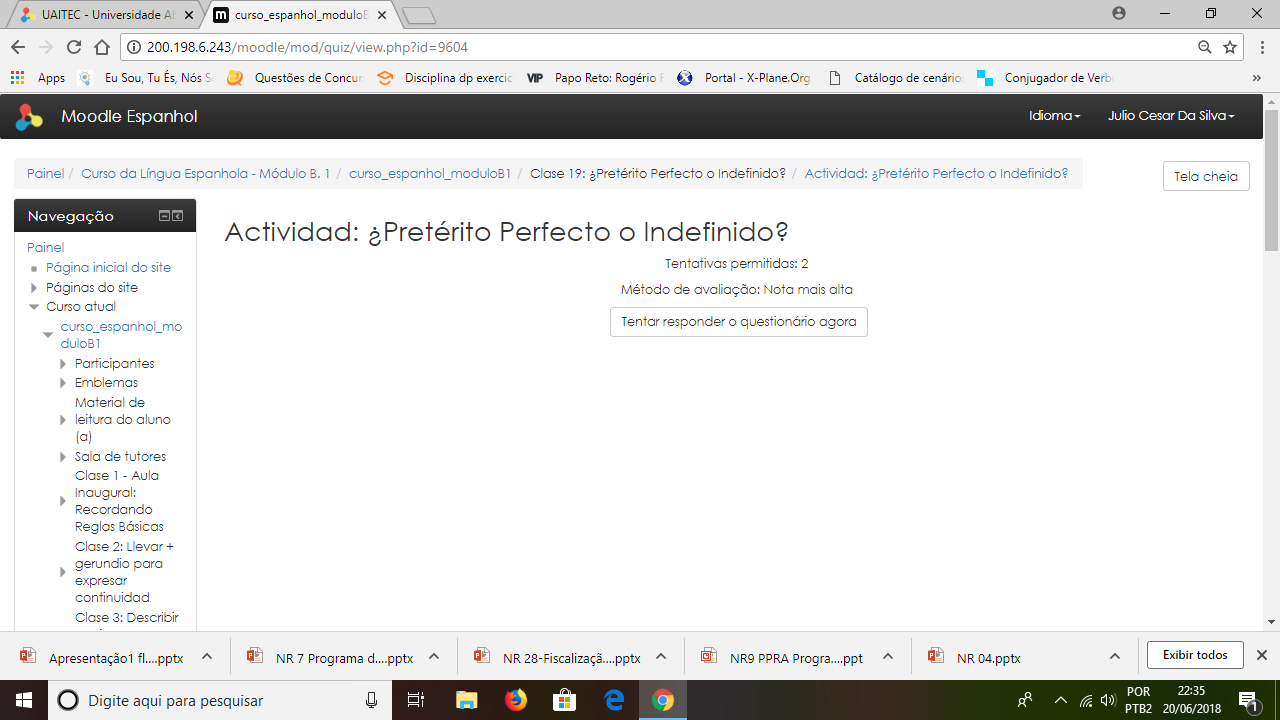 UAITEC - Universidade Ab
curso_espanhol_moduloB
200.198.6.243/moodle/mod/quiz/view.php?id=9604
Apps Eu Sou, Tu És, Nós S Questões de Concur Disciplina dp exercic VIP Papo Reto: Rogério F Portal - X-Plane.Org Catálogo de cenário Conjugador de Verb »
Moodle Espanhol Idioma Julio Cesar Da Silva
Painel / Curso da Língua Espanhola - Módulo B. 1 / curso_espanhol_moduloB1 / Clase 19: ¿Pretérito Perfecto o Indefinido? / Actividad: ¿Pretérito Perfecto o Indefinido?
Tela cheia
Navegação
Painel
Página inicial do site
Páginas do site
Curso atual
curso_espanhol_mo
duloB1
Participantes
Emblemas
Material de
leitura do aluno
(a)
Sala de tutores
Clase 1 - Aula
Inaugural:
Recordando
Reglas Básicas
Clase 2: Llevar +
gerundio para
expresar
continuidad
Clase 3: Describir
Actividad: ¿Pretérito Perfecto o Indefinido?
Tentativas permitidas: 2
Método de avaliação: Nota mais alta
Tentar responder o questionário agora
Apresentação1 fl....pptx NR 7 Programa d....pptx NR 28-Fiscalizaçã....pptx NR9 PPRA Progra....ppt NR 04.pptx Exibir todos
Digite aqui para pesquisar
POR
PTB2
22:35
20/06/2018
1